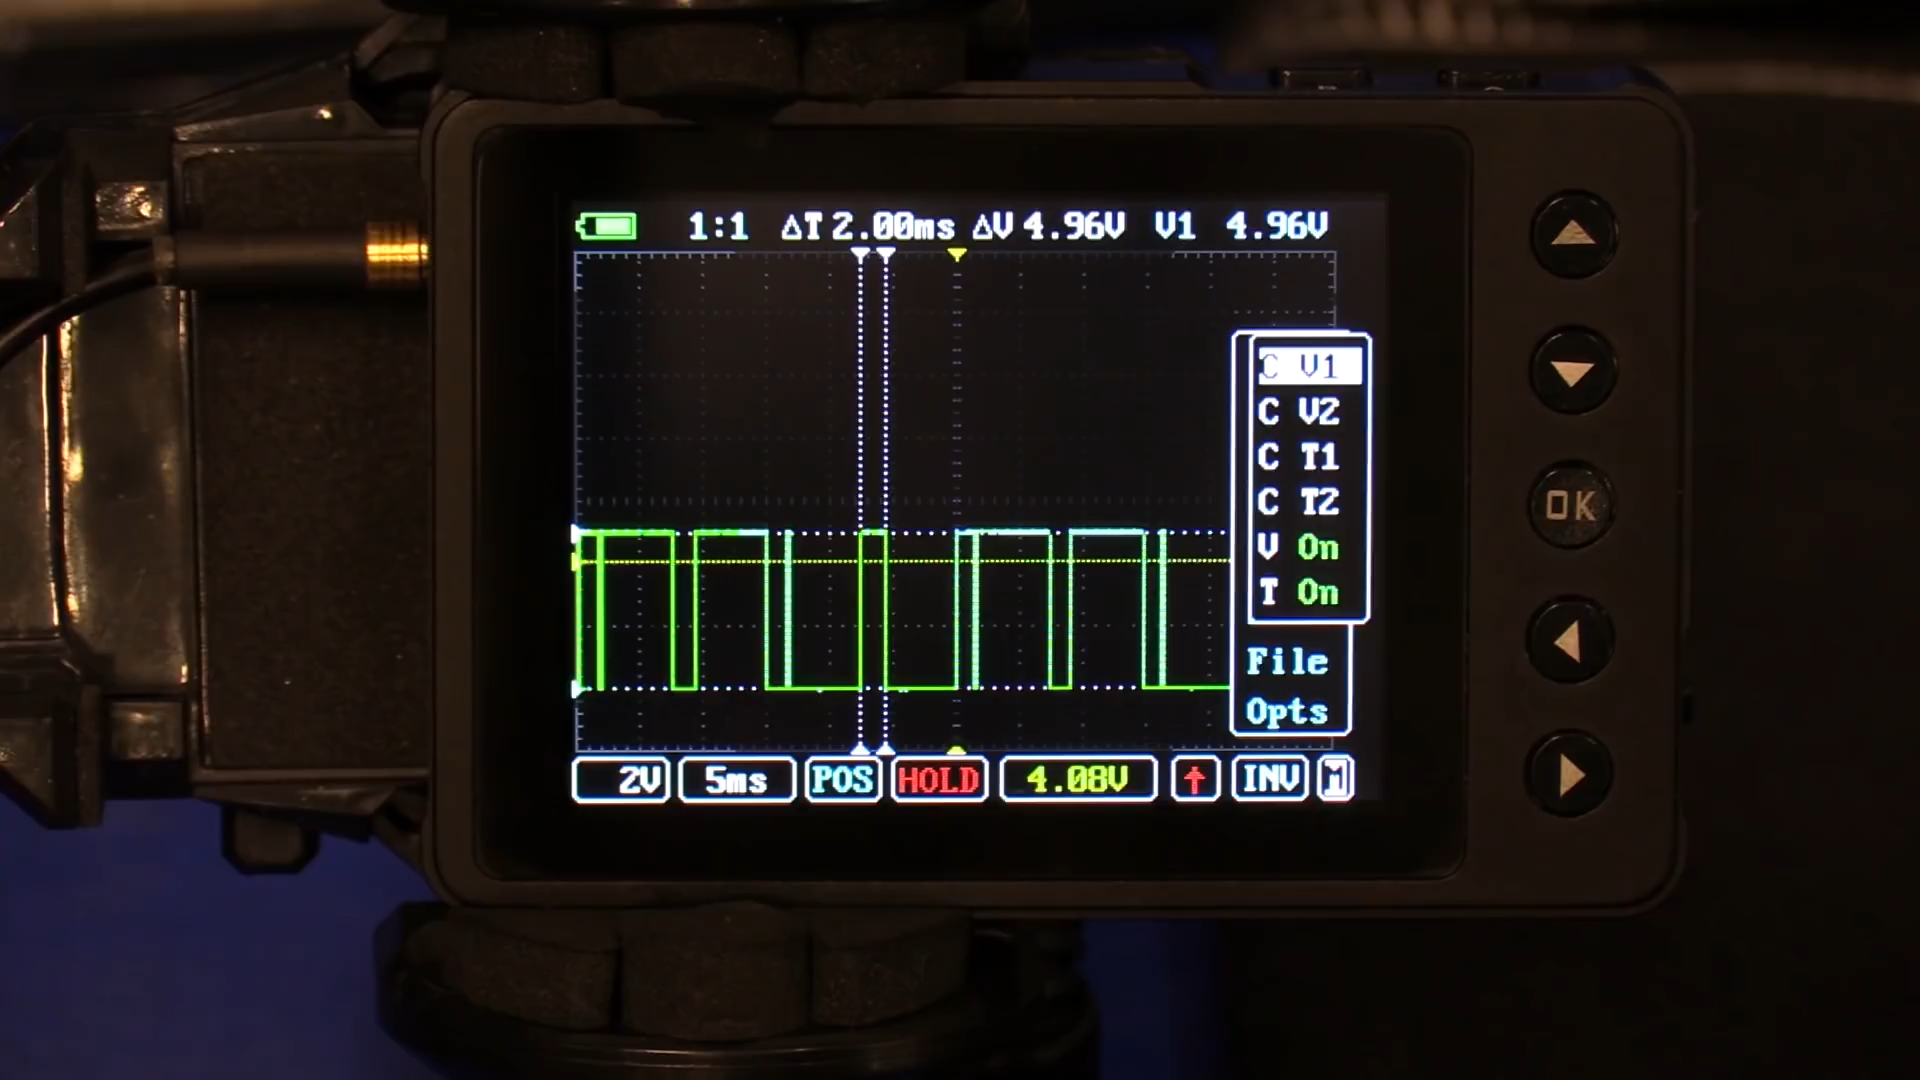 1:1 ΔT 2.00ms ΔV 4.96V V1 4.96V
C V1
C V2
C T1
C T2
V On
T On
File
Opts
OK
2V 5ms POS HOLD 4.08V INV